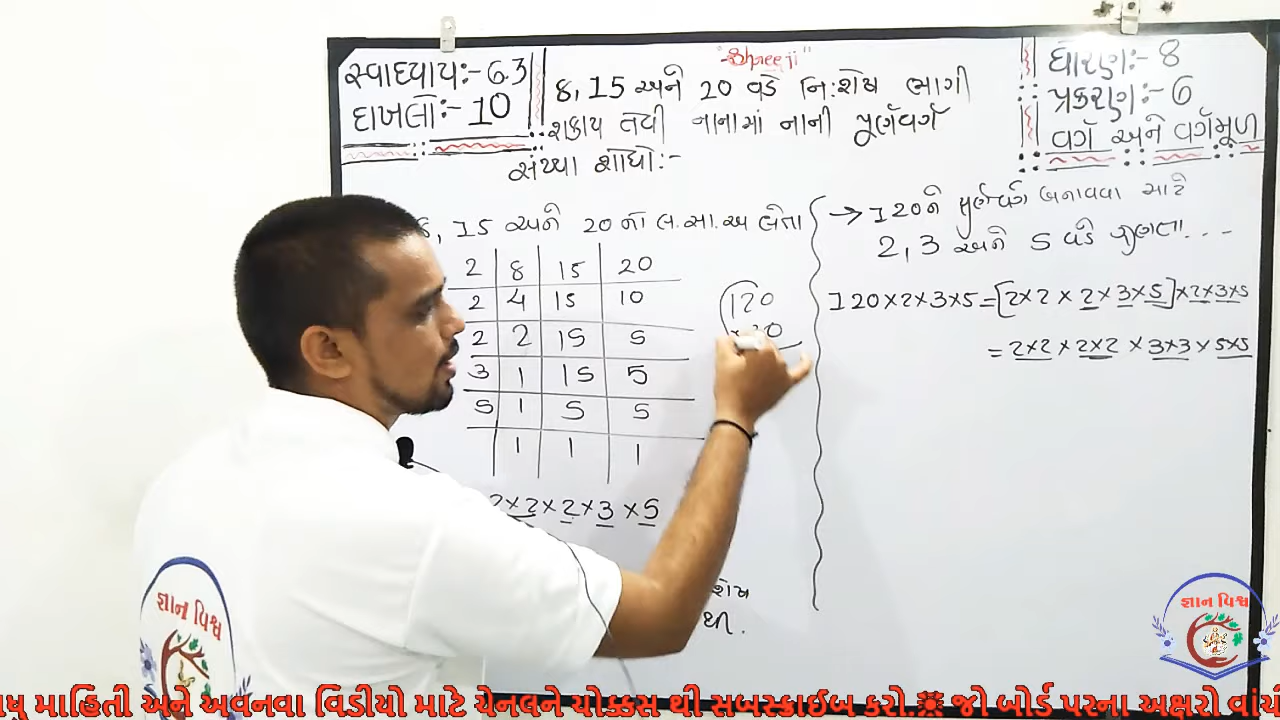 સ્વાધ્યાય:- 6.3
દાખલો:- 10
"Shreeji"
8, 15 અને 20 વડે નિ:શેષ ભાગી
શકાય તેવી નાનામાં નાની પૂર્ણવર્ગ
સંખ્યા શોધો:-
ધોરણ:- 8
પ્રકરણ:- 6
વર્ગ અને વર્ગમૂળ
8, 15 અને 20 ના લ.સા.અ લેતા
2 8 15 20
2 4 15 10
2 2 15 5
3 1 15 5
5 1 5 5
1 1 1
2×2×2×3×5
શેષ
થી.
120
30
→ 120ને પૂર્ણવર્ગ બનાવવા માટે
2, 3 અને 5 વડે ગુણતા....
120×2×3×5=[2×2×2×3×5]×2×3×5
= 2×2×2×2×3×3×5×5
જ્ઞાન વિશ્વ
જ્ઞાન વિશ્વ
માહિતી અને અવનવા વિડીયો માટે ચેનલને ચોક્કસ થી સબસ્ક્રાઈબ કરો.☀ જો બોર્ડ પરના અક્ષરો